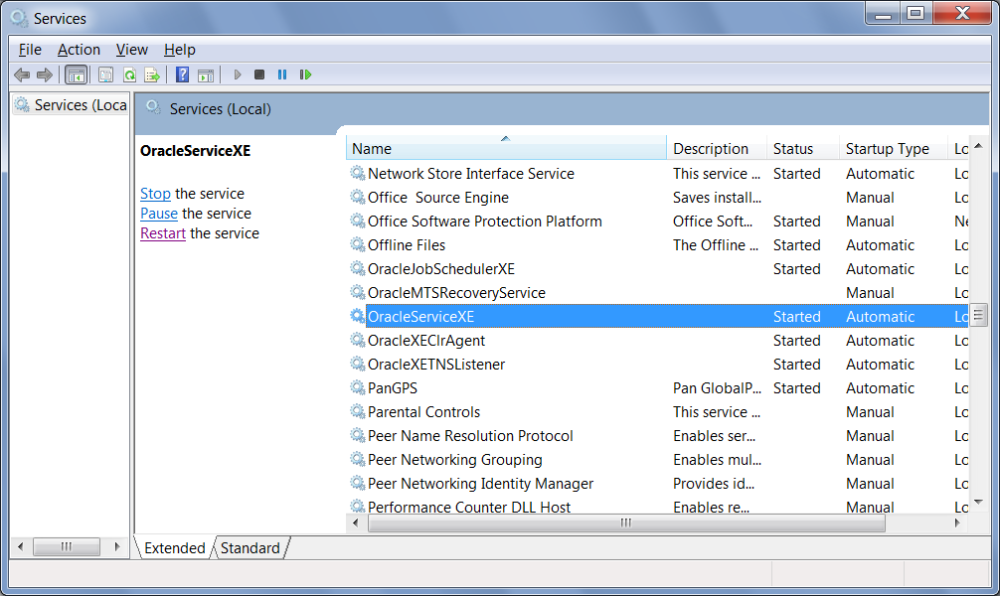 Services
File Action View Help
Services (Loca
Services (Local)
OracleServiceXE
Stop the service
Pause the service
Restart the service
Name Description Status Startup Type Lo
Network Store Interface Service This service ... Started Automatic Lo
Office  Source Engine Saves install... Manual Lo
Office Software Protection Platform Office Soft... Started Manual Ne
Offline Files The Offline ... Started Automatic Lo
OracleJobSchedulerXE Started Automatic Lo
OracleMTSRecoveryService Manual Lo
OracleServiceXE Started Automatic Lo
OracleXEClrAgent Started Automatic Lo
OracleXETNSListener Started Automatic Lo
PanGPS Pan GlobalP... Started Automatic Lo
Parental Controls This service ... Manual Lo
Peer Name Resolution Protocol Enables ser... Manual Lo
Peer Networking Grouping Enables mul... Manual Lo
Peer Networking Identity Manager Provides id... Manual Lo
Performance Counter DLL Host Enables re... Manual Lo
Extended Standard